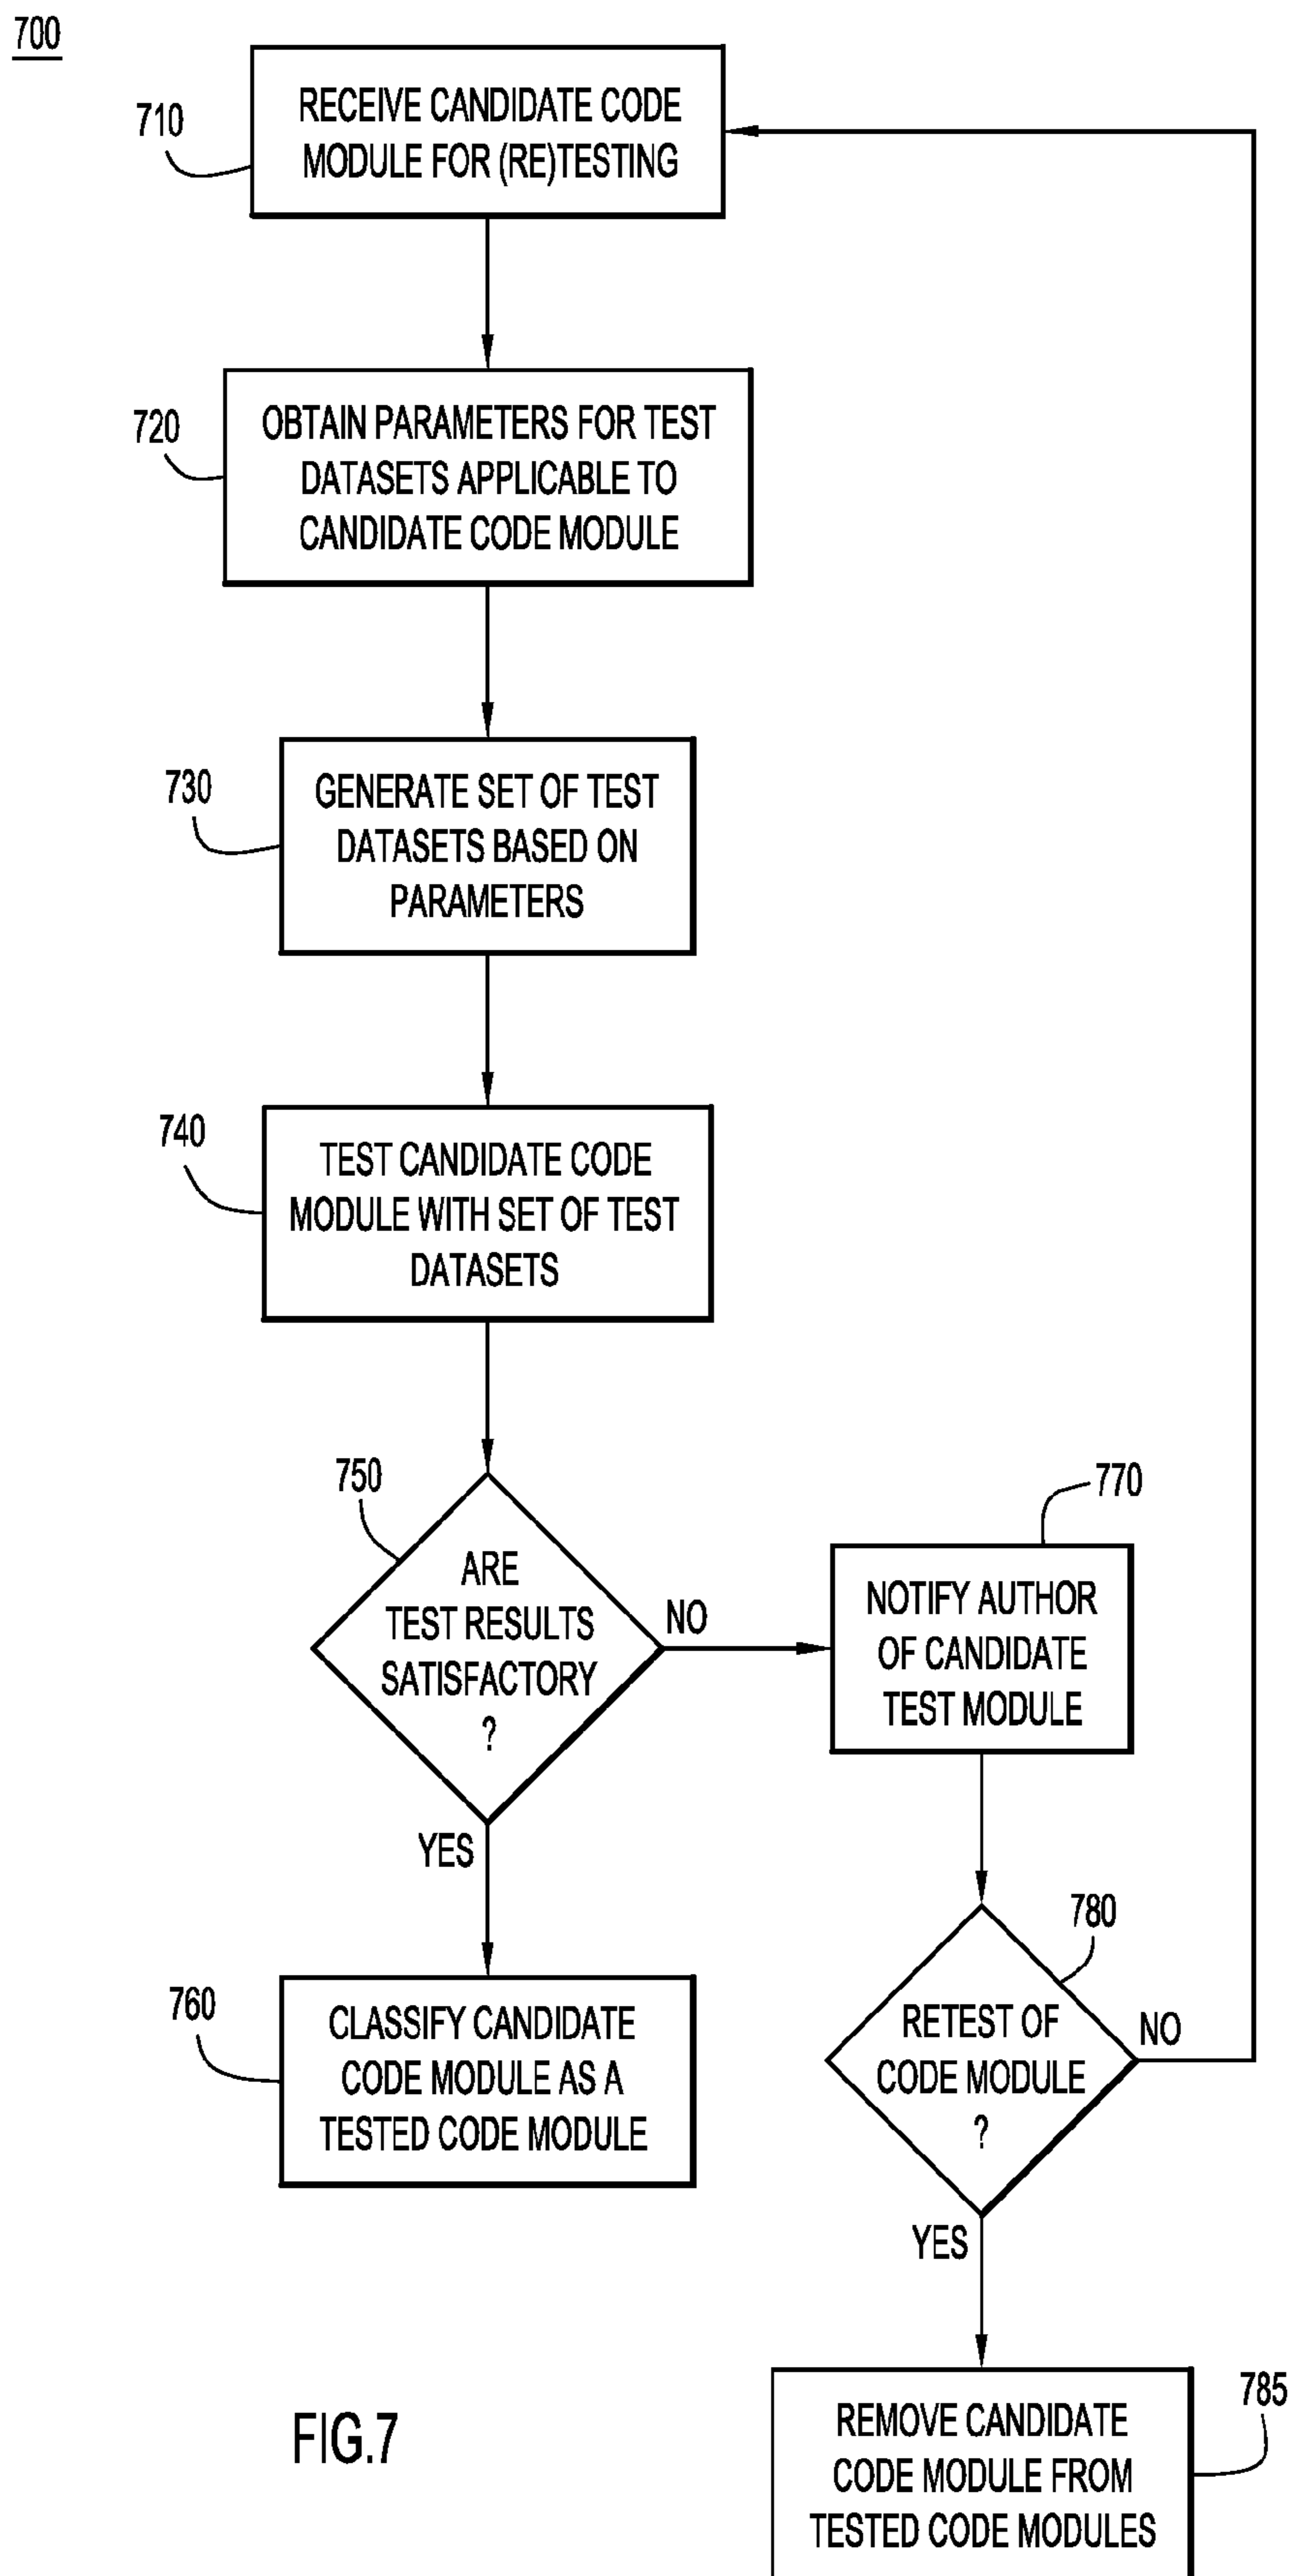 700
710
RECEIVE CANDIDATE CODE
MODULE FOR (RE)TESTING
720
OBTAIN PARAMETERS FOR TEST
DATASETS APPLICABLE TO
CANDIDATE CODE MODULE
730
GENERATE SET OF TEST
DATASETS BASED ON
PARAMETERS
740
TEST CANDIDATE CODE
MODULE WITH SET OF TEST
DATASETS
750
ARE
TEST RESULTS
SATISFACTORY
?
NO
YES
770
NOTIFY AUTHOR
OF CANDIDATE
TEST MODULE
760
CLASSIFY CANDIDATE
CODE MODULE AS A
TESTED CODE MODULE
780
RETEST OF
CODE MODULE
?
NO
YES
785
REMOVE CANDIDATE
CODE MODULE FROM
TESTED CODE MODULES
FIG.7